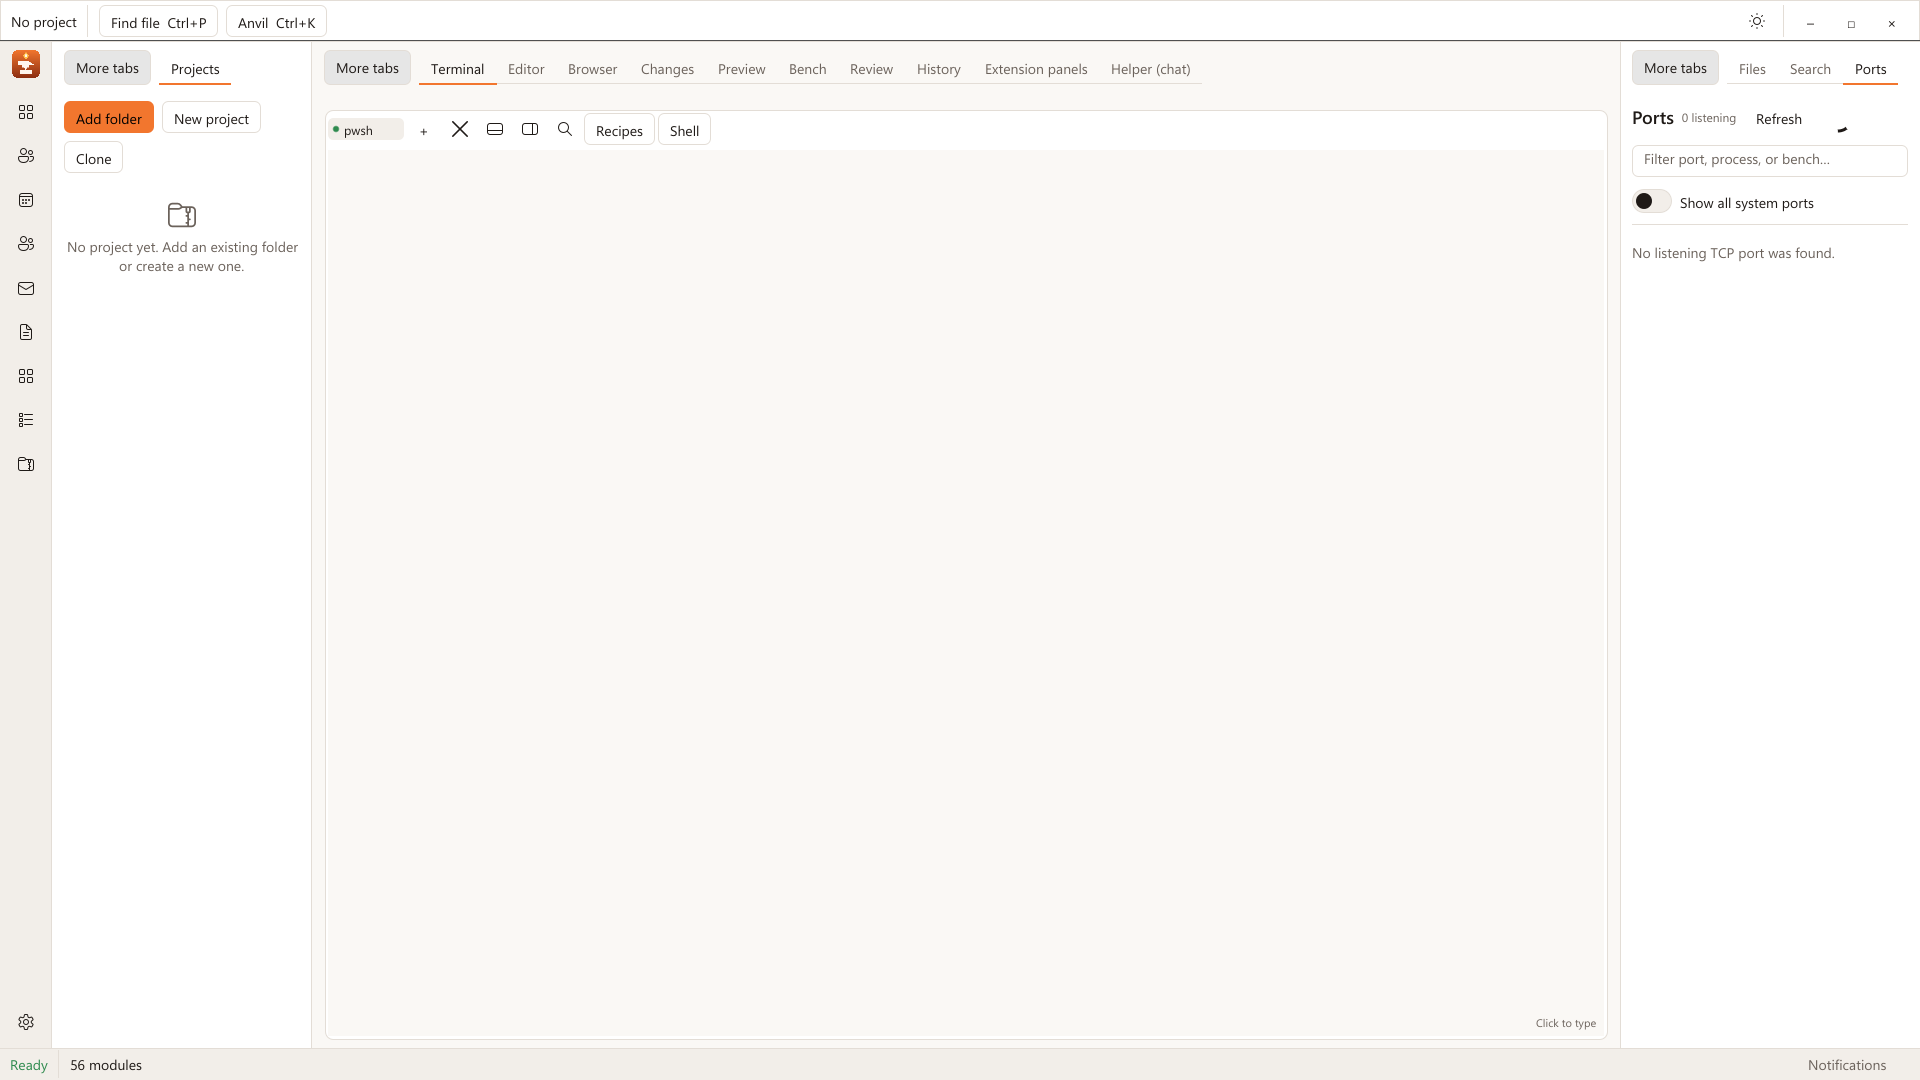 No project
Find file Ctrl+P
Anvil Ctrl+K
More tabs
Projects
Add folder
New project
Clone
No project yet. Add an existing folder
or create a new one.
More tabs
Terminal
Editor
Browser
Changes
Preview
Bench
Review
History
Extension panels
Helper (chat)
pwsh
Recipes
Shell
Click to type
More tabs
Files
Search
Ports
Ports 0 listening Refresh
Filter port, process, or bench...
Show all system ports
No listening TCP port was found.
Ready
56 modules
Notifications